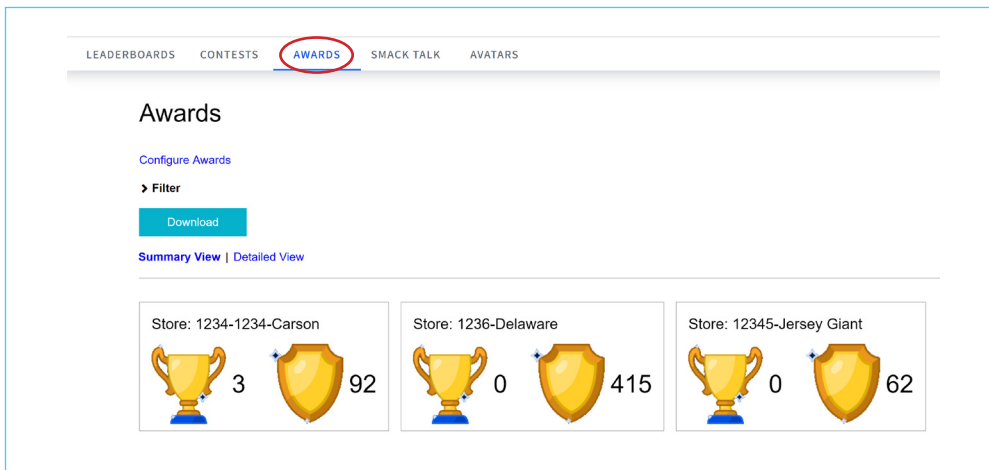 LEADERBOARDS CONTESTS AWARDS SMACK TALK AVATARS
Awards
Configure Awards
Filter
Download
Summary View | Detailed View
Store: 1234-1234-Carson
3 92
Store: 1236-Delaware
0 415
Store: 12345-Jersey Giant
0 62